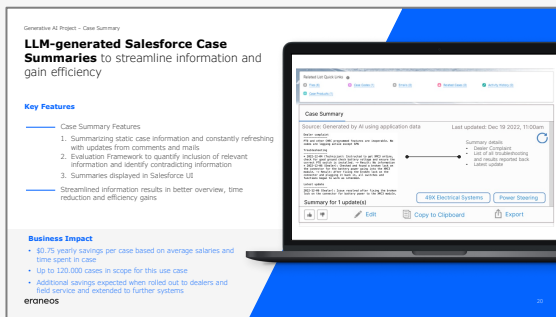 Generative AI Project – Case Summary
LLM-generated Salesforce Case
Summaries to streamline information and
gain efficiency
Key Features
Case Summary Features
1. Summarizing static case information and constantly refreshing
with updates from comments and mails
2. Evaluation Framework to quantify inclusion of relevant
information and identify contradicting information
3. Summaries displayed in Salesforce UI
Streamlined information results in better overview, time
reduction and efficiency gains
Business Impact
• $0.75 yearly savings per case based on average salaries and
time spent in case
• Up to 120.000 cases in scope for this use case
• Additional savings expected when rolled out to dealers and
field service and extended to further systems
eraneos
Related List Quick Links
Case Summary
Source: Generated by AI using application data
Last updated: Dec 19 2022, 11:00am
Dealer complaint
Troubleshooting
Latest update
Summary details
• Dealer Complaint
• List of all troubleshooting
and results reported back
• Latest update
49X Electrical Systems
Power Steering
Summary for 1 update(s)
Edit
Copy to Clipboard
Export
20